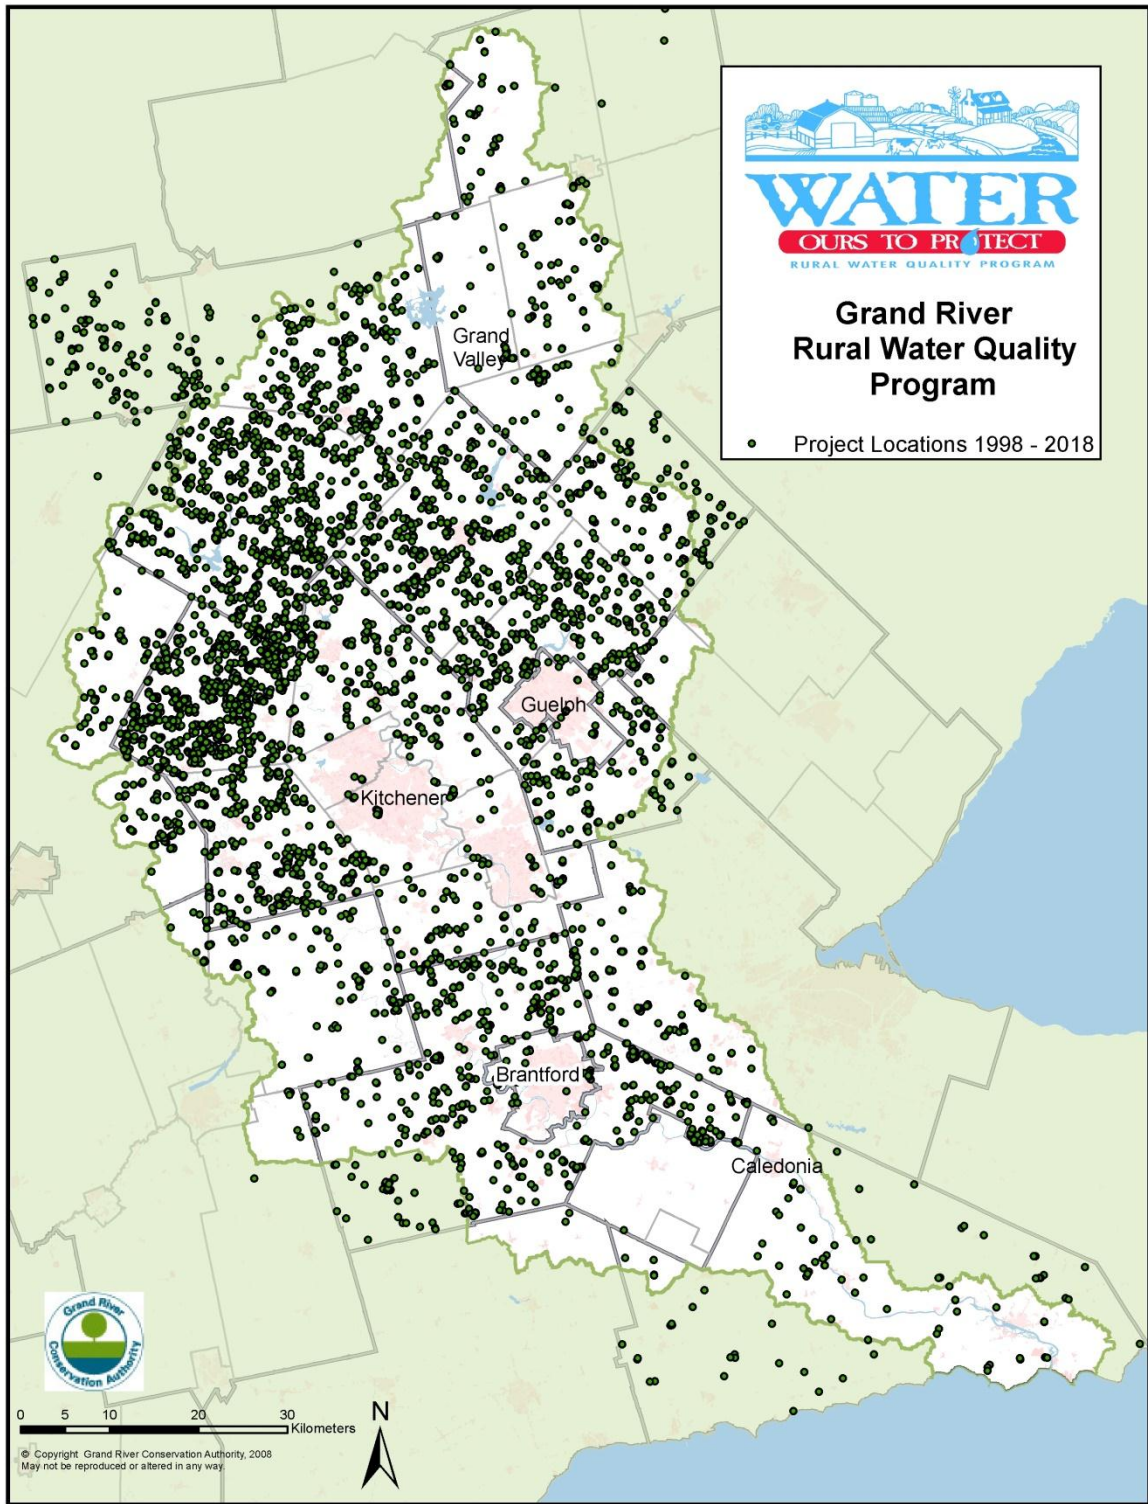 WATER
OURS TO PROTECT
RURAL WATER QUALITY PROGRAM
Grand River
Rural Water Quality
Program
Project Locations 1998 - 2018
Grand
Valley
Guelph
Kitchener
Brantford
Caledonia
Grand River
Conservation Authority
0 5 10 20 30
Kilometers
N
© Copyright Grand River Conservation Authority, 2008
May not be reproduced or altered in any way.